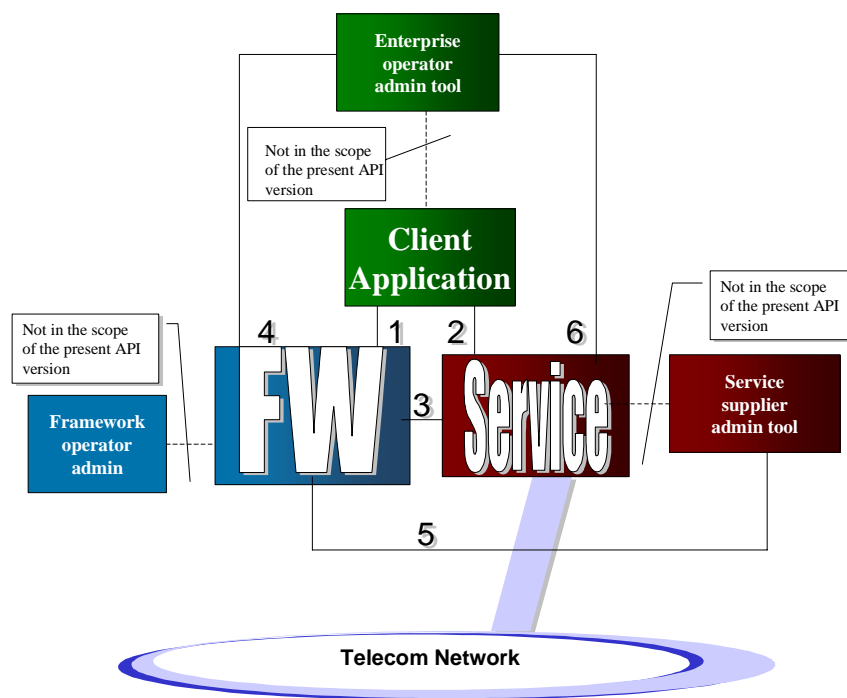 Enterprise
operator
admin tool
Not in the scope
of the present API
version
Client
Application
Not in the scope
of the present API
version
Not in the scope
of the present API
version
4
1
2
6
FW
3
Service
Framework
operator
admin
Service
supplier
admin tool
5
Telecom Network